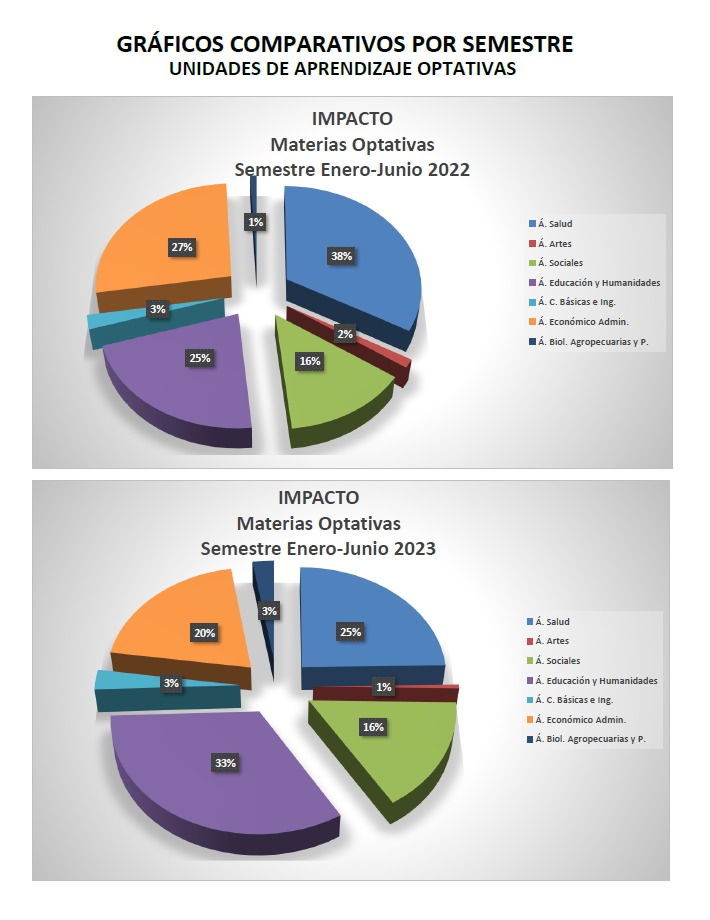 GRÁFICOS COMPARATIVOS POR SEMESTRE
UNIDADES DE APRENDIZAJE OPTATIVAS
IMPACTO
Materias Optativas
Semestre Enero-Junio 2022
1%
27%
38%
3%
2%
25%
16%
Á. Salud
Á. Artes
Á. Sociales
Á. Educación y Humanidades
Á. C. Básicas e Ing.
Á. Económico Admin.
Á. Biol. Agropecuarias y P.
IMPACTO
Materias Optativas
Semestre Enero-Junio 2023
3%
20%
25%
3%
1%
16%
33%
Á. Salud
Á. Artes
Á. Sociales
Á. Educación y Humanidades
Á. C. Básicas e Ing.
Á. Económico Admin.
Á. Biol. Agropecuarias y P.